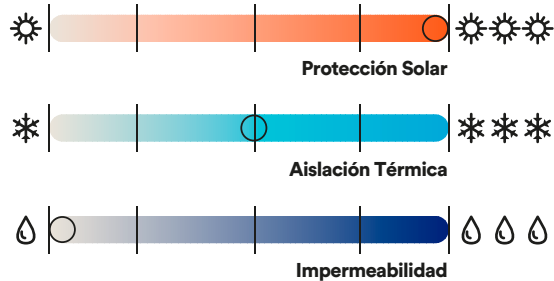 Protección Solar
Aislación Térmica
Impermeabilidad